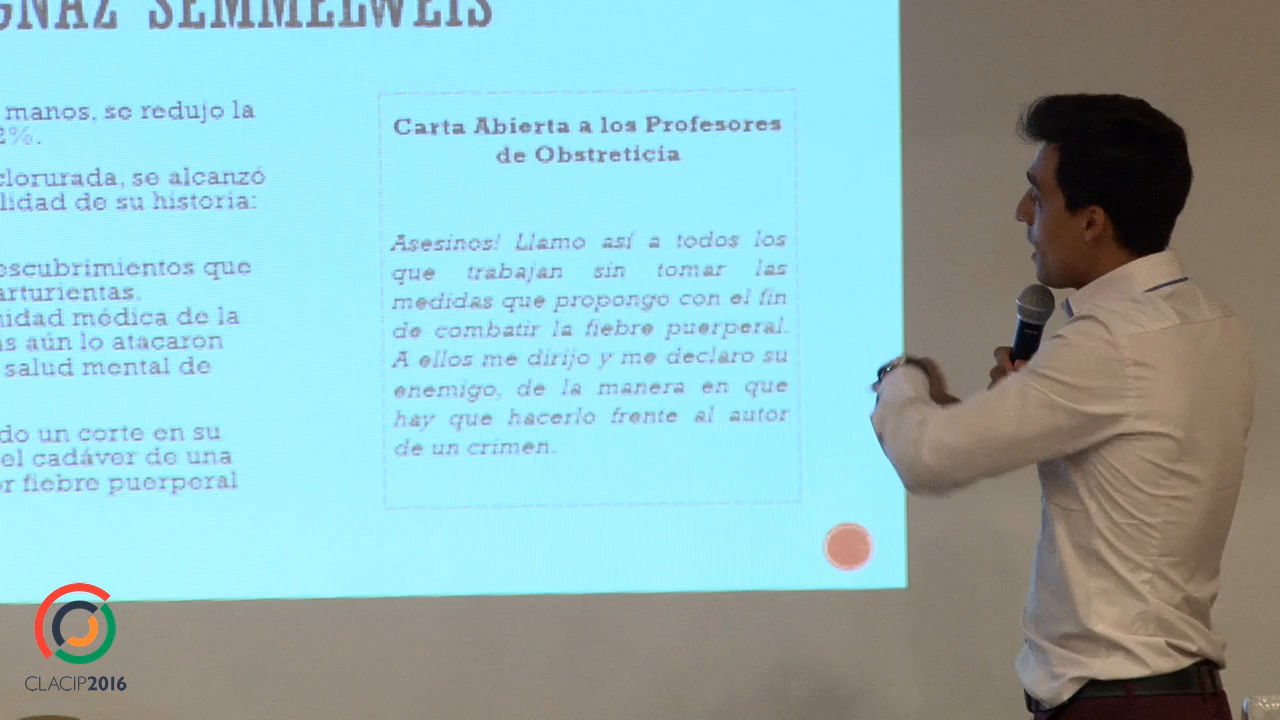 GNAZ SEMMELWEIS
manos, se redujo la
2%.
clorurada, se alcanzó
lidad de su historia:
escubrimientos que
arturientas.
nidad médica de la
as aún lo atacaron
salud mental de
do un corte en su
el cadáver de una
or fiebre puerperal
Carta Abierta a los Profesores
de Obstreticia
Asesinos! Llamo así a todos los
que trabajan sin tomar las
medidas que propongo con el fin
de combatir la fiebre puerperal.
A ellos me dirijo y me declaro su
enemigo, de la manera en que
hay que hacerlo frente al autor
de un crimen.
CLACIP2016